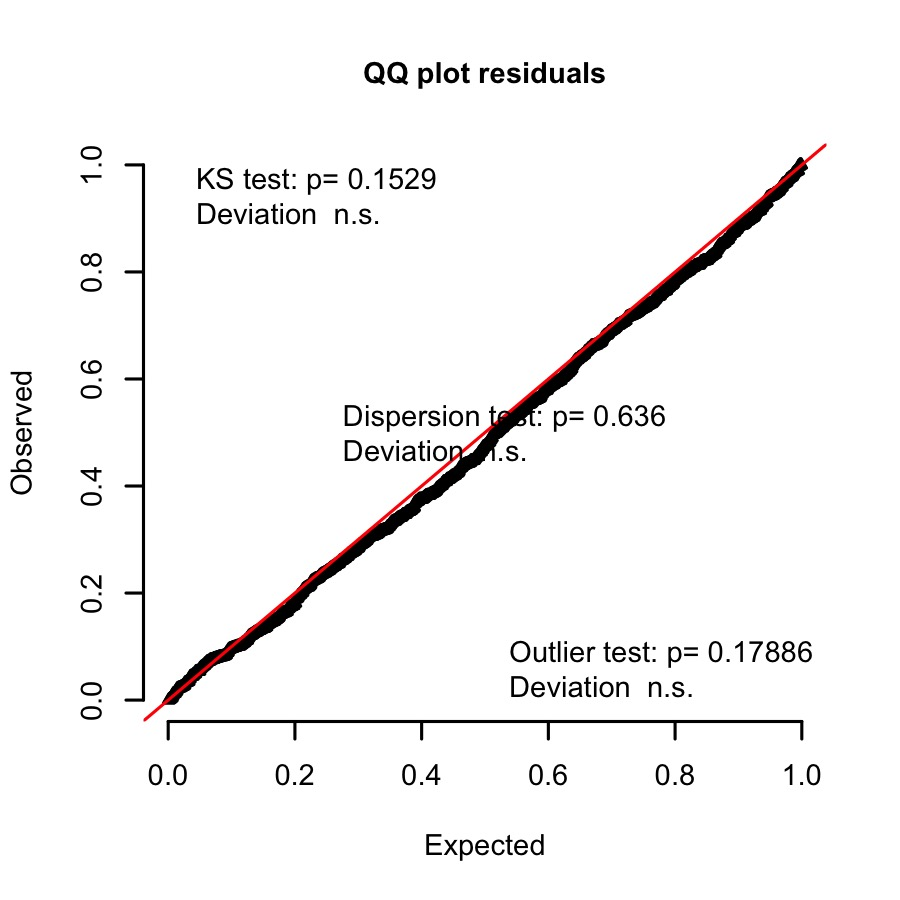 QQ plot residuals
KS test: p= 0.1529
Deviation  n.s.
Dispersion test: p= 0.636
Deviation  n.s.
Outlier test: p= 0.17886
Deviation  n.s.
Observed
0.0
0.2
0.4
0.6
0.8
1.0
0.0 0.2 0.4 0.6 0.8 1.0
Expected